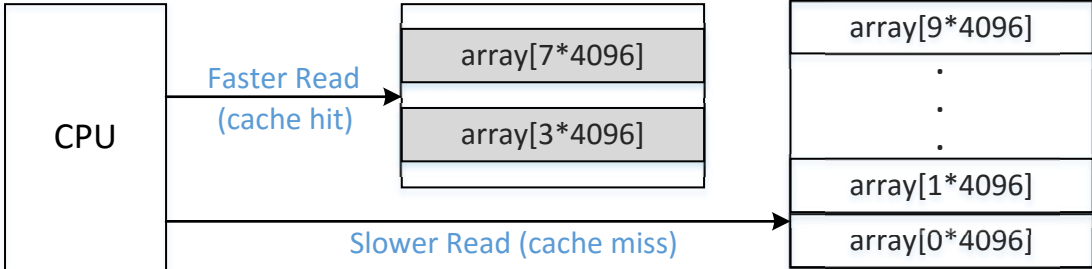 CPU
Faster Read
(cache hit)
array[7*4096]
array[3*4096]
Slower Read (cache miss)
array[9*4096]
.
.
.
array[1*4096]
array[0*4096]